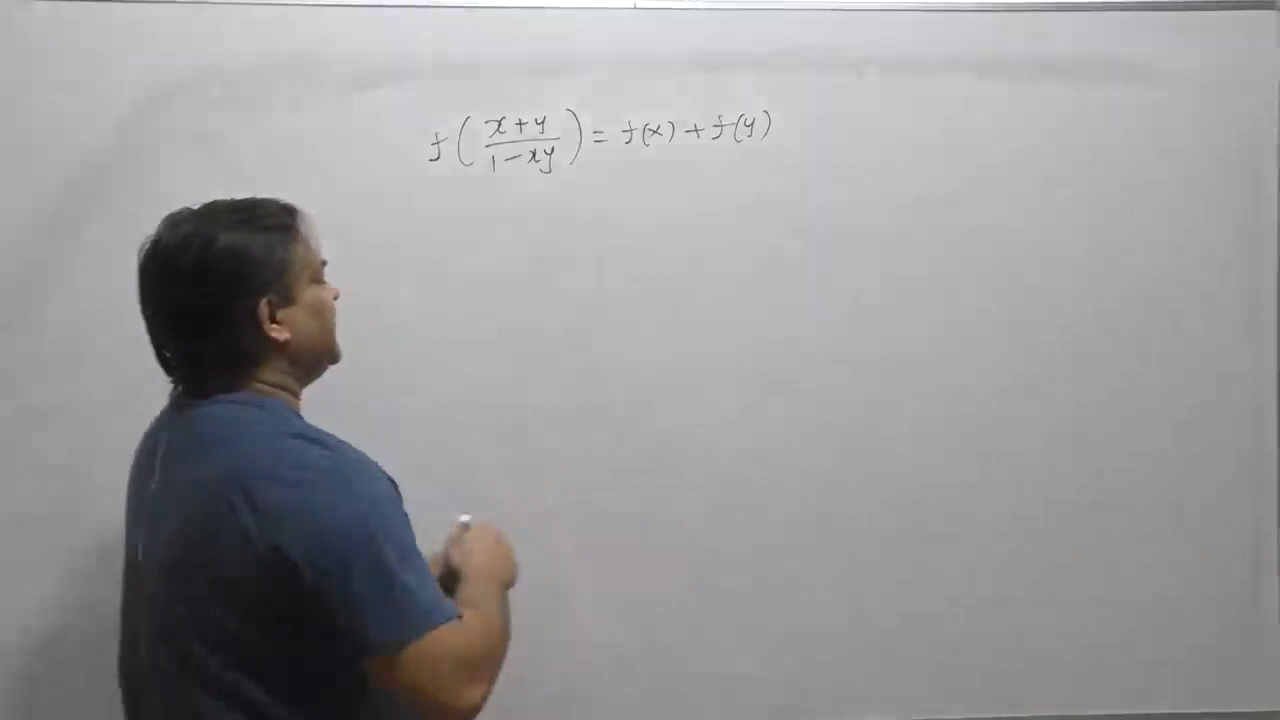 f(x+y/1-xy) = f(x) + f(y)